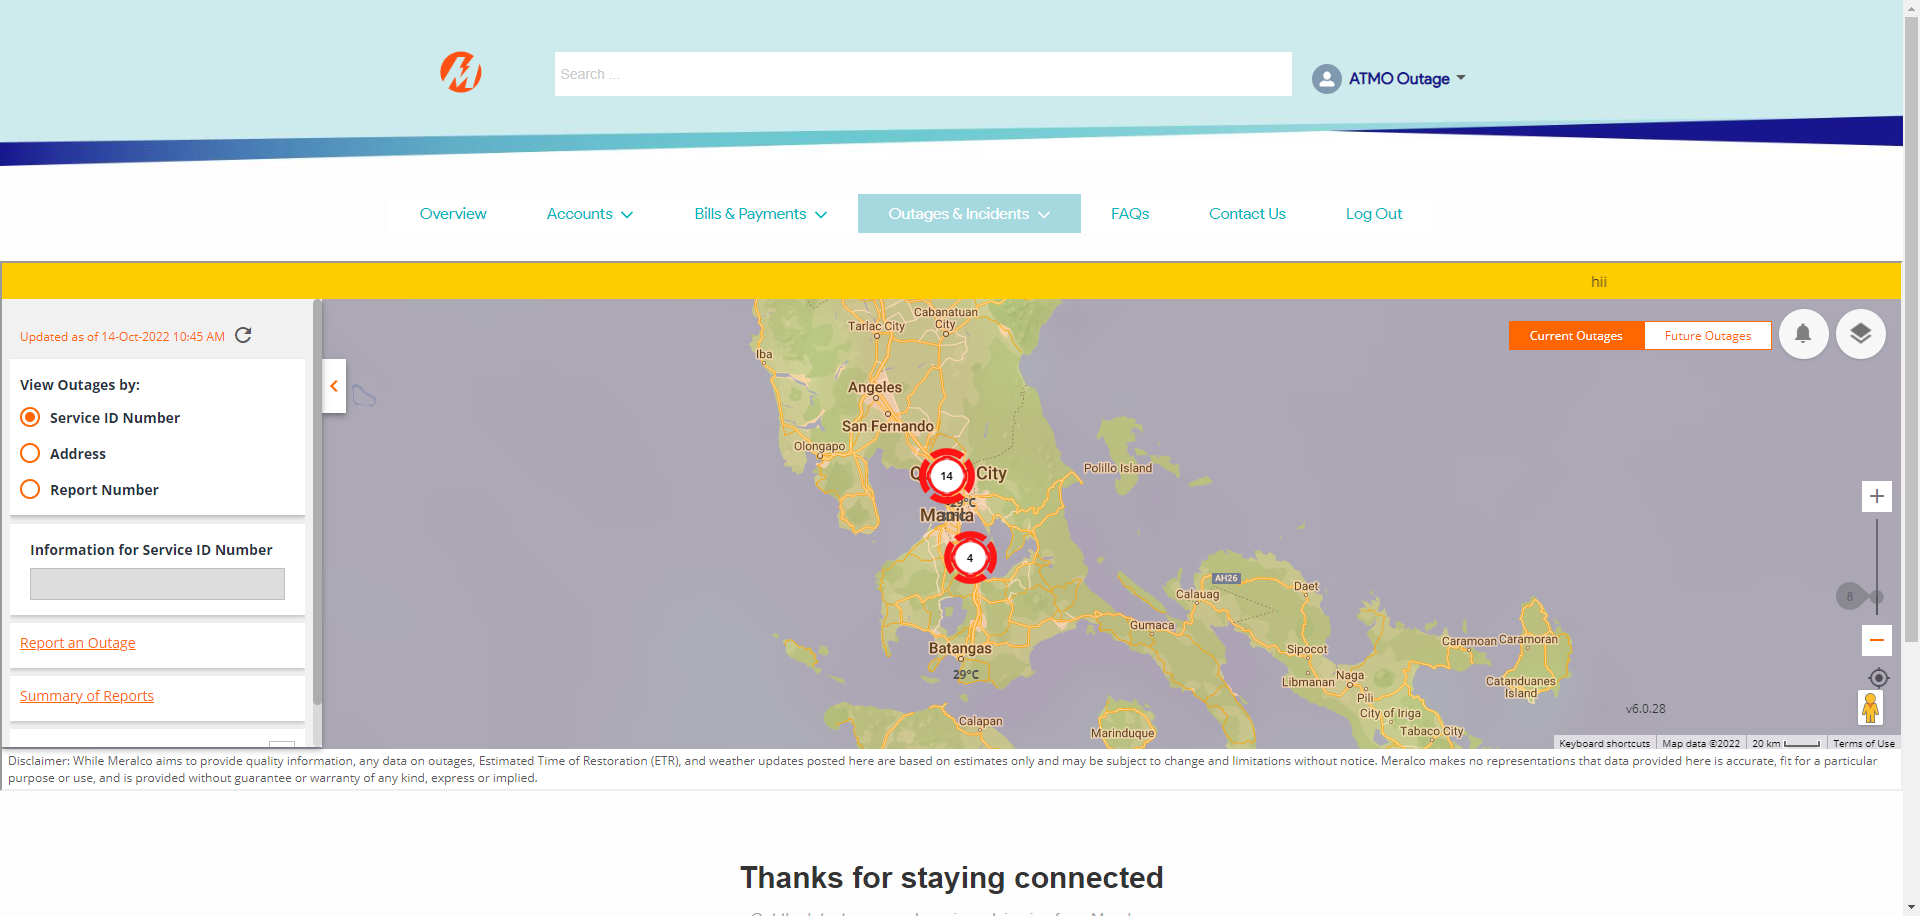 Search ...
ATMO Outage
Overview
Accounts
Bills & Payments
Outages & Incidents
FAQs
Contact Us
Log Out
hii
Updated as of 14-Oct-2022 10:45 AM
View Outages by:
Service ID Number
Address
Report Number
Information for Service ID Number
Report an Outage
Summary of Reports
Current Outages
Future Outages
Cabanatuan
City
Tarlac City
Iba
Angeles
San Fernando
Olongapo
City
14
Polillo Island
29°C
Manila
4
AH26
Daet
Calauag
Gumaca
Caramoan
Caramoran
Batangas
Sipocot
29°C
Naga
Libmanan
Catanduanes
Island
Pili
City of Iriga
Calapan
Marinduque
Tabaco City
8
v6.0.28
Keyboard shortcuts
Map data ©2022
20 km
Terms of Use
Disclaimer: While Meralco aims to provide quality information, any data on outages, Estimated Time of Restoration (ETR), and weather updates posted here are based on estimates only and may be subject to change and limitations without notice. Meralco makes no representations that data provided here is accurate, fit for a particular
purpose or use, and is provided without guarantee or warranty of any kind, express or implied.
Thanks for staying connected